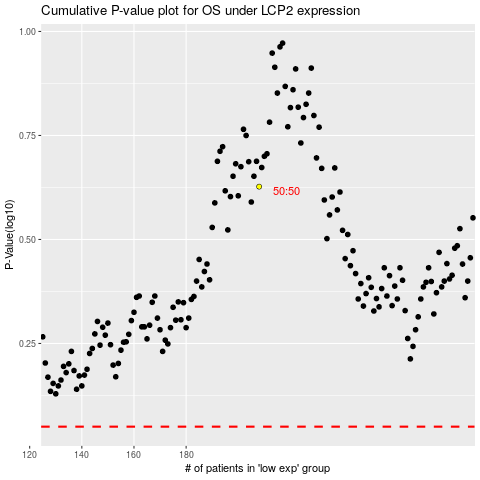 Cumulative P-value plot for OS under LCP2 expression
P-Value(log10)
1.00
0.75
0.50
0.25
50:50
120 140 160 180
# of patients in 'low exp' group